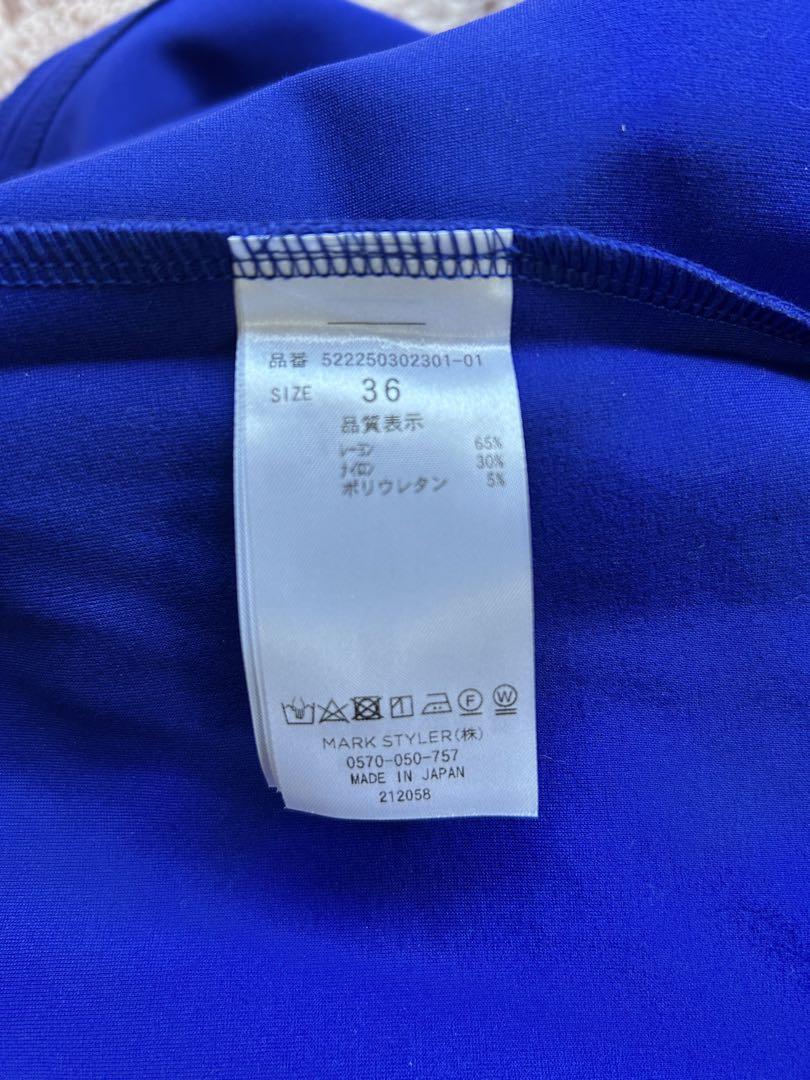 品番 522250302301-01
SIZE 36
品質表示
レーヨン 65%
ナイロン 30%
ポリウレタン 5%
MARK STYLER(株)
0570-050-757
MADE IN JAPAN
212058